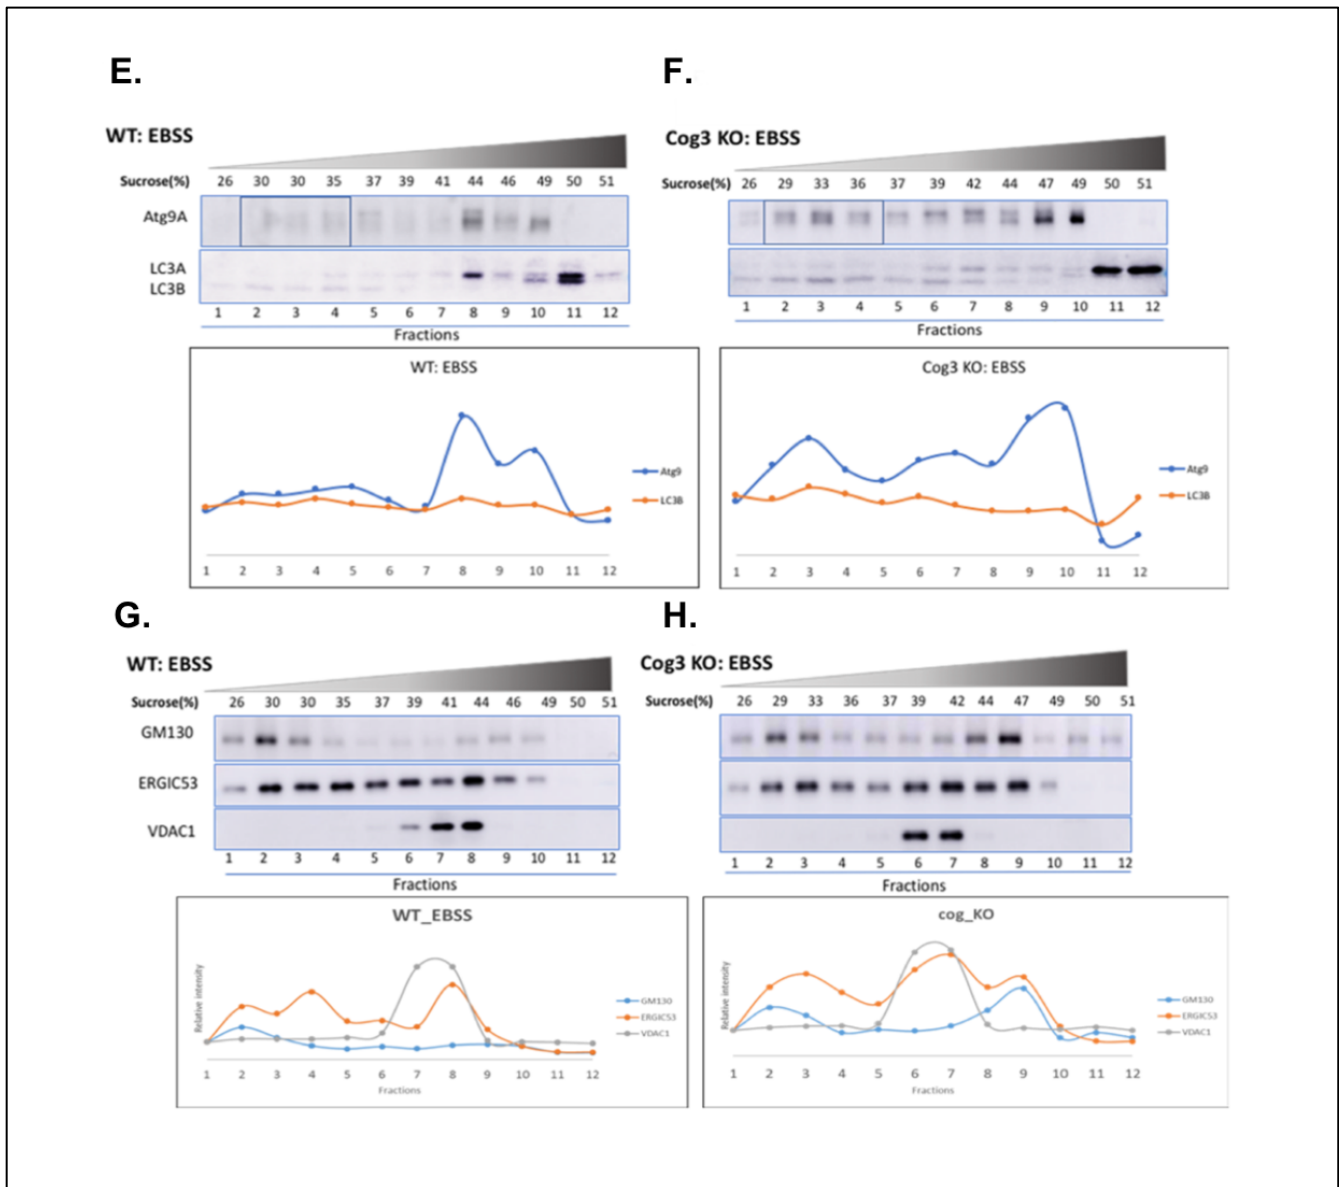 E.
WT: EBSS
Sucrose(%) 26 30 30 35 37 39 41 44 46 49 50 51
Atg9A
LC3A
LC3B
1 2 3 4 5 6 7 8 9 10 11 12
Fractions
WT: EBSS
Atg9
LC3B
1 2 3 4 5 6 7 8 9 10 11 12
F.
Cog3 KO: EBSS
Sucrose(%) 26 29 33 36 37 39 42 44 47 49 50 51
1 2 3 4 5 6 7 8 9 10 11 12
Fractions
Cog3 KO: EBSS
Atg9
LC3B
1 2 3 4 5 6 7 8 9 10 11 12
G.
WT: EBSS
Sucrose(%) 26 30 30 35 37 39 41 44 46 49 50 51
GM130
ERGIC53
VDAC1
1 2 3 4 5 6 7 8 9 10 11 12
Fractions
WT_EBSS
Relative intensity
GM130
ERGIC53
VDAC1
1 2 3 4 5 6 7 8 9 10 11 12
Fractions
H.
Cog3 KO: EBSS
Sucrose(%) 26 29 33 36 37 39 42 44 47 49 50 51
1 2 3 4 5 6 7 8 9 10 11 12
Fractions
cog_KO
Relative intensity
GM130
ERGIC53
VDAC1
1 2 3 4 5 6 7 8 9 10 11 12
Fractions